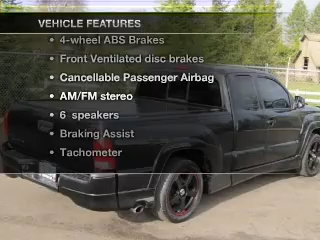 VEHICLE FEATURES
• 4-wheel ABS Brakes
• Front Ventilated disc brakes
• Cancellable Passenger Airbag
• AM/FM stereo
• 6 speakers
• Braking Assist
• Tachometer